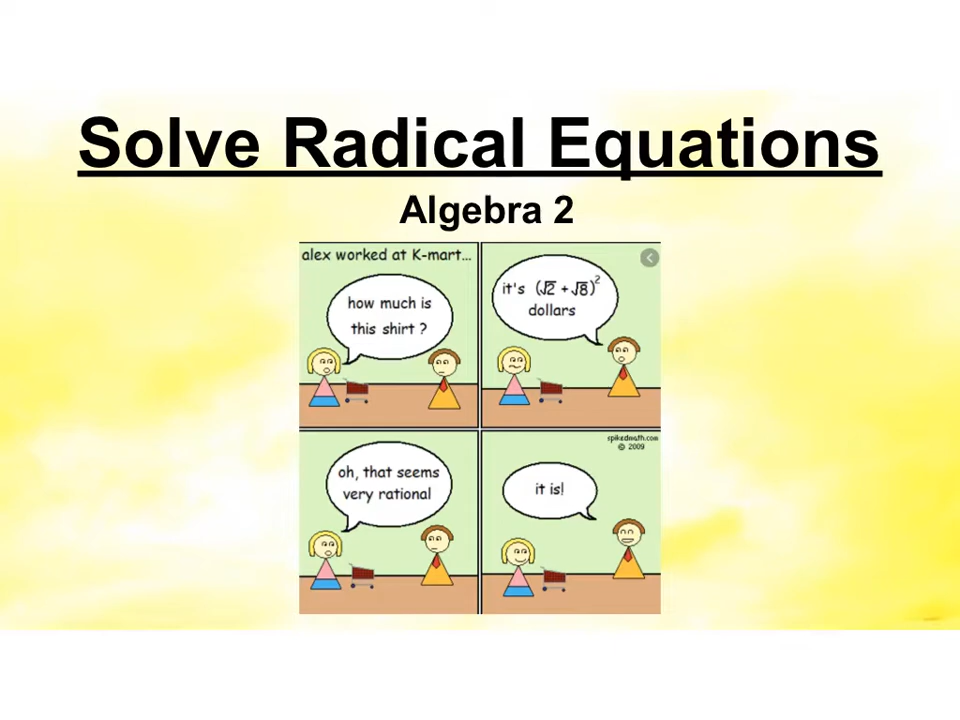 Solve Radical Equations
Algebra 2
alex worked at K-mart...
how much is
this shirt ?
it's (√2 + √8)²
dollars
oh, that seems
very rational
spikedmath.com
© 2009
it is!